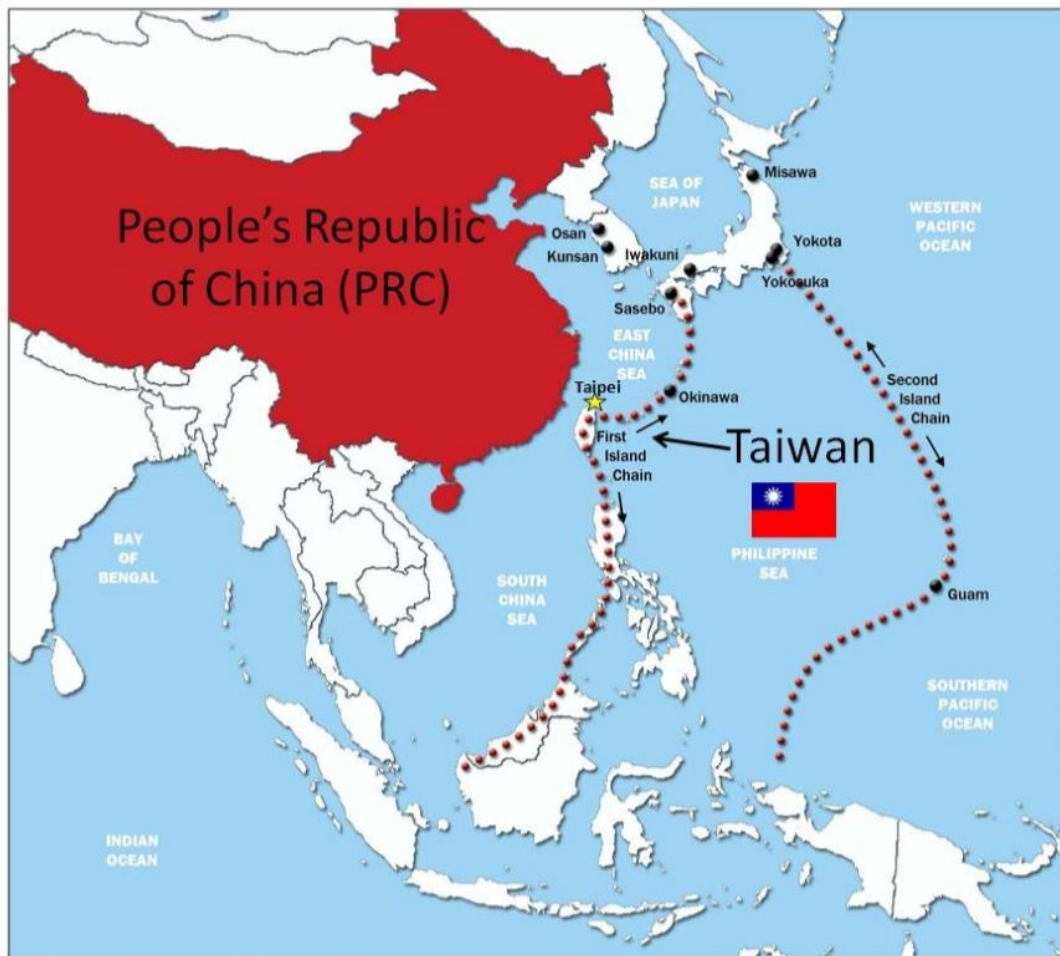 People's Republic
of China (PRC)
SEA OF
JAPAN
Misawa
WESTERN
PACIFIC
OCEAN
Osan
Kunsan
Iwakuni
Yokota
Yokosuka
Sasebo
EAST
CHINA
SEA
Taipei
Okinawa
First
Island
Chain
Taiwan
Second
Island
Chain
BAY
OF
BENGAL
SOUTH
CHINA
SEA
PHILIPPINE
SEA
Guam
SOUTHERN
PACIFIC
OCEAN
INDIAN
OCEAN